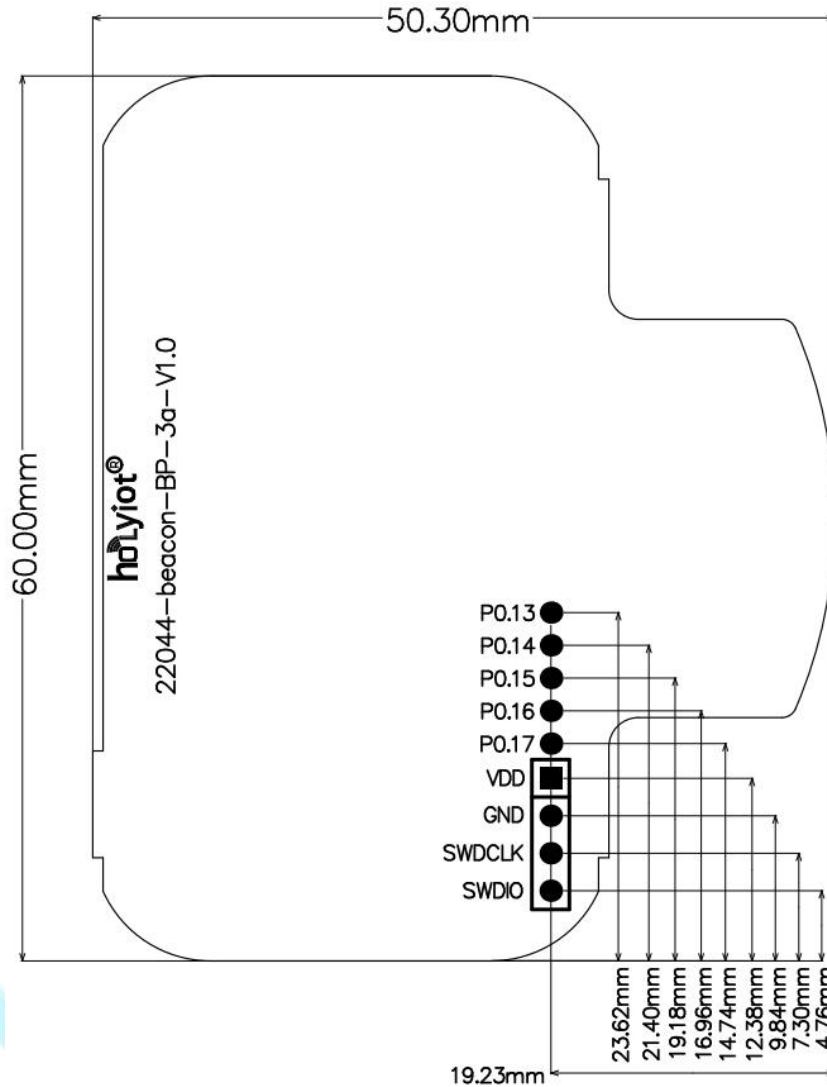 50.30mm
60.00mm
holyiot®
22044-beacon-BP-3a-V1.0
P0.13
P0.14
P0.15
P0.16
P0.17
VDD
GND
SWDCLK
SWDIO
23.62mm
21.40mm
19.18mm
16.96mm
14.74mm
12.38mm
9.84mm
7.30mm
4.76mm
19.23mm